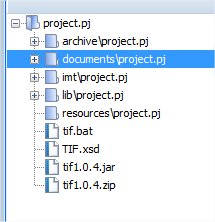 project.pj
archive\project.pj
documents\project.pj
imt\project.pj
lib\project.pj
resources\project.pj
tif.bat
TIF.xsd
tif1.0.4.jar
tif1.0.4.zip